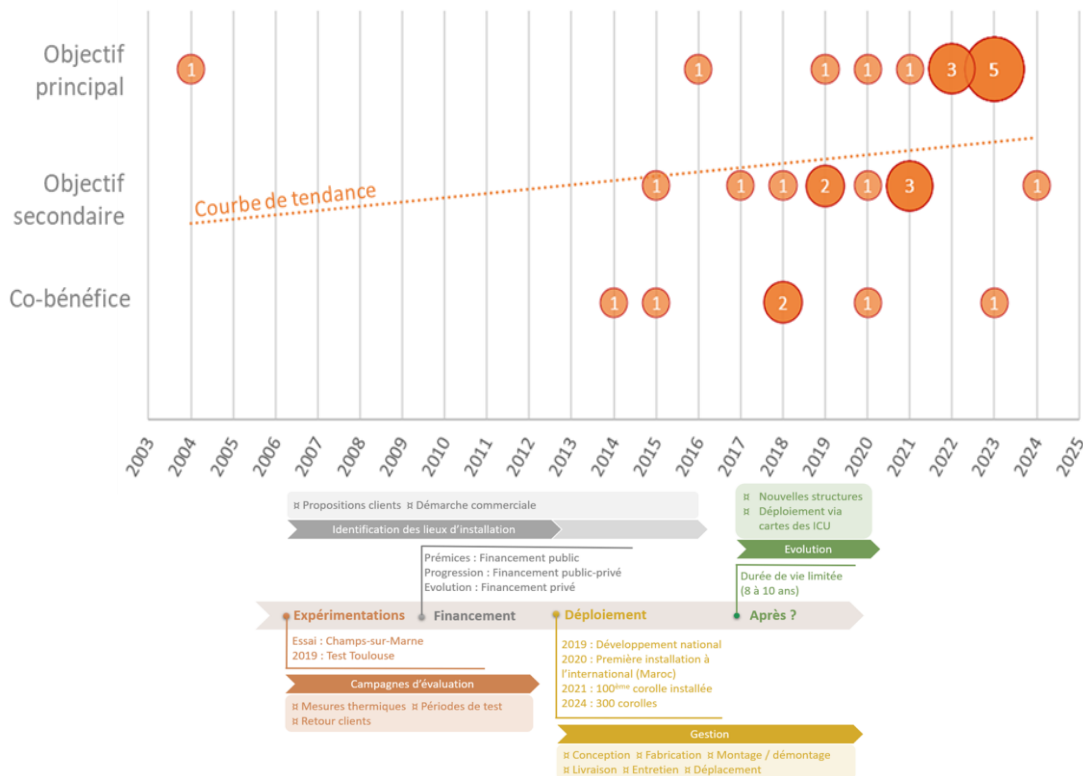 Objectif
principal
1 1 1 1 1 3 5
Courbe de tendance
Objectif
secondaire
1 1 1 2 1 3 1
Co-bénéfice
1 1 2 1 1
2003 2004 2005 2006 2007 2008 2009 2010 2011 2012 2013 2014 2015 2016 2017 2018 2019 2020 2021 2022 2023 2024 2025
¤ Propositions clients ¤ Démarche commerciale
Identification des lieux d'installation
¤ Nouvelles structures
¤ Déploiement via
cartes des ICU
Evolution
Prémices : Financement public
Progression : Financement public-privé
Evolution : Financement privé
Durée de vie limitée
(8 à 10 ans)
Expérimentations Financement Déploiement Après ?
Essai : Champs-sur-Marne
2019 : Test Toulouse
Campagnes d'évaluation
¤ Mesures thermiques ¤ Périodes de test
¤ Retour clients
2019 : Développement national
2020 : Première installation à
l'international (Maroc)
2021 : 100ème corolle installée
2024 : 300 corolles
Gestion
¤ Conception ¤ Fabrication ¤ Montage / démontage
¤ Livraison ¤ Entretien ¤ Déplacement